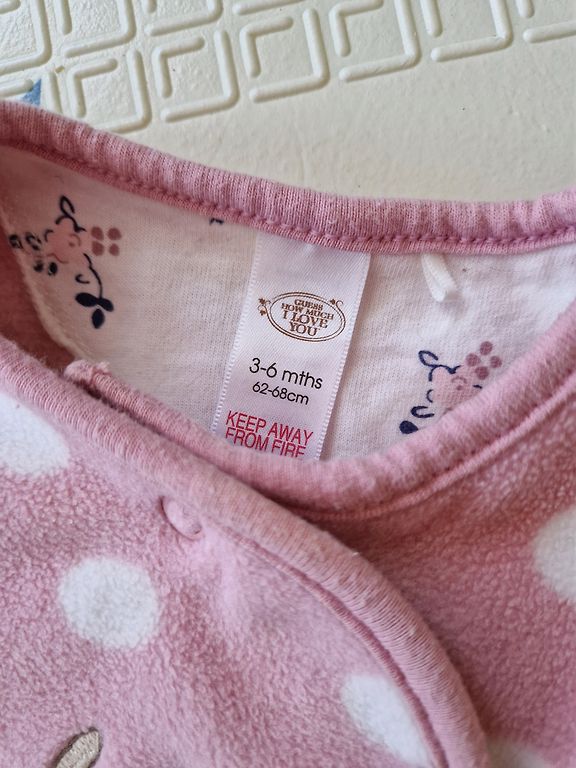 GUESS
HOW MUCH
I LOVE
YOU
3-6 mths
62-68cm
KEEP AWAY
FROM FIRE